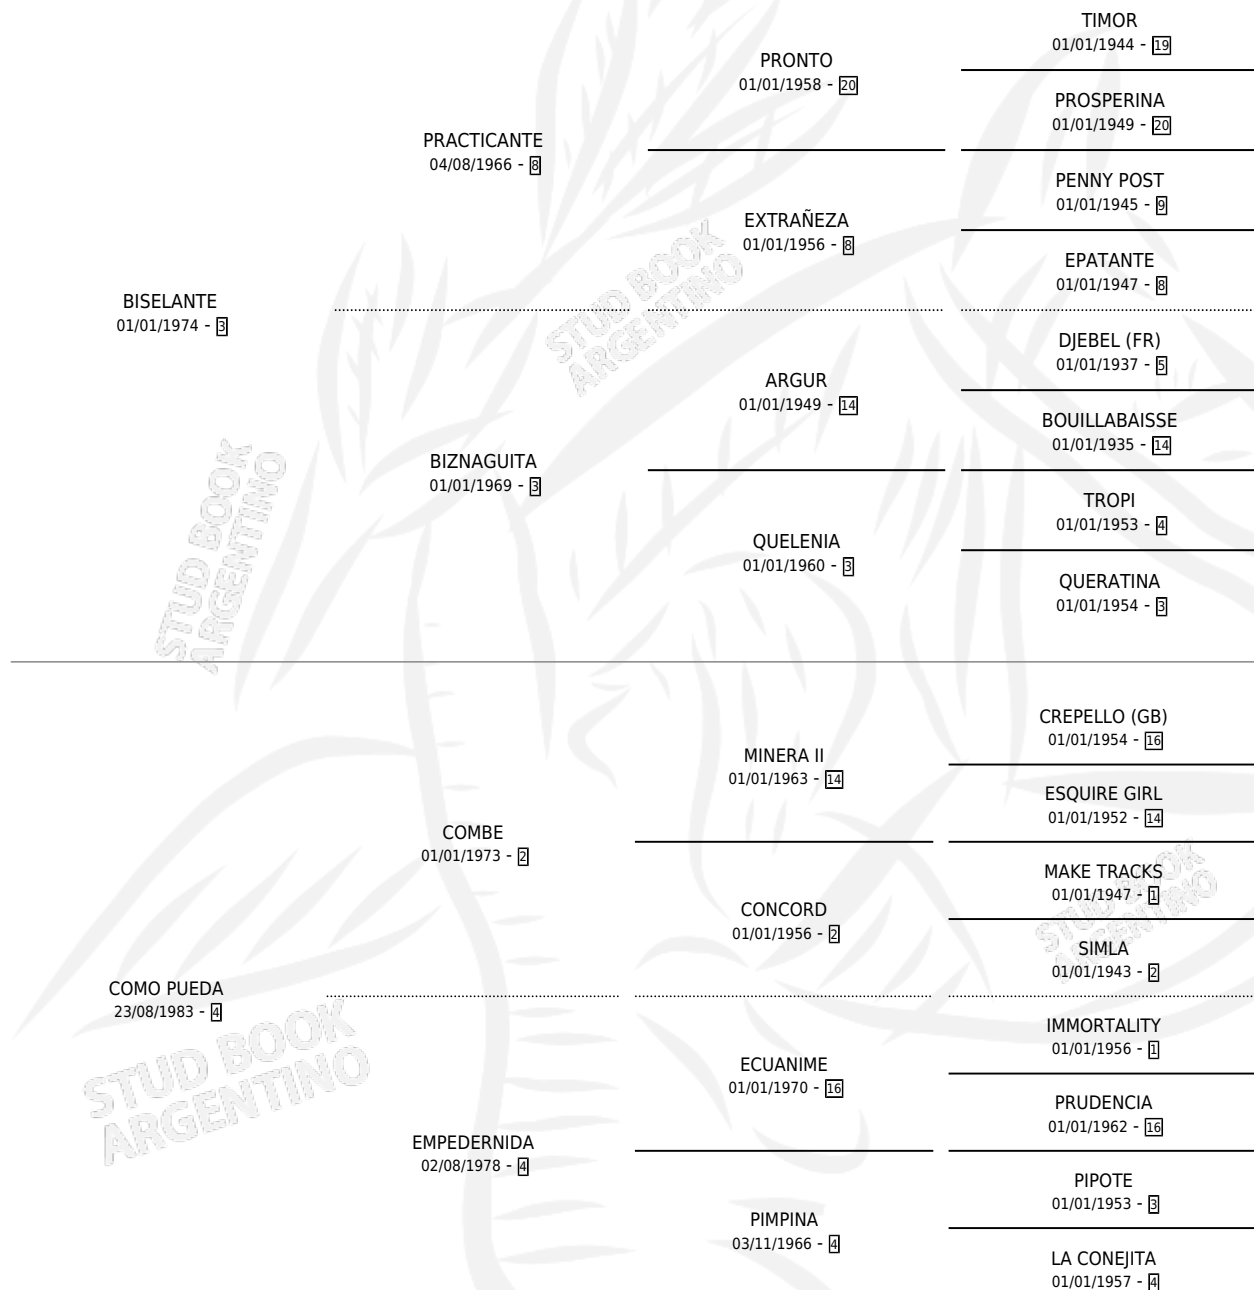 TIMOR
01/01/1944 - 19
PRONTO
01/01/1958 - 20
PROSPERINA
01/01/1949 - 20
PRACTICANTE
04/08/1966 - 8
PENNY POST
01/01/1945 - 9
EXTRAÑEZA
01/01/1956 - 8
EPATANTE
01/01/1947 - 8
BISELANTE
01/01/1974 - 3
DJEBEL (FR)
01/01/1937 - 5
ARGUR
01/01/1949 - 14
BOUILLABAISSE
01/01/1935 - 14
BIZNAGUITA
01/01/1969 - 3
TROPI
01/01/1953 - 4
QUELENIA
01/01/1960 - 3
QUERATINA
01/01/1954 - 3
CREPELLO (GB)
01/01/1954 - 16
MINERA II
01/01/1963 - 14
ESQUIRE GIRL
01/01/1952 - 14
COMBE
01/01/1973 - 2
MAKE TRACKS
01/01/1947 - 1
CONCORD
01/01/1956 - 2
SIMLA
01/01/1943 - 2
COMO PUEDA
23/08/1983 - 4
IMMORTALITY
01/01/1956 - 1
ECUANIME
01/01/1970 - 16
PRUDENCIA
01/01/1962 - 16
EMPEDERNIDA
02/08/1978 - 4
PIPOTE
01/01/1953 - 3
PIMPINA
03/11/1966 - 4
LA CONEJITA
01/01/1957 - 4
STUD BOOK
ARGENTINO
STUD BOOK
ARGENTINO
STUD BOOK
ARGENTINO
STUD BOOK
ARGENTINO